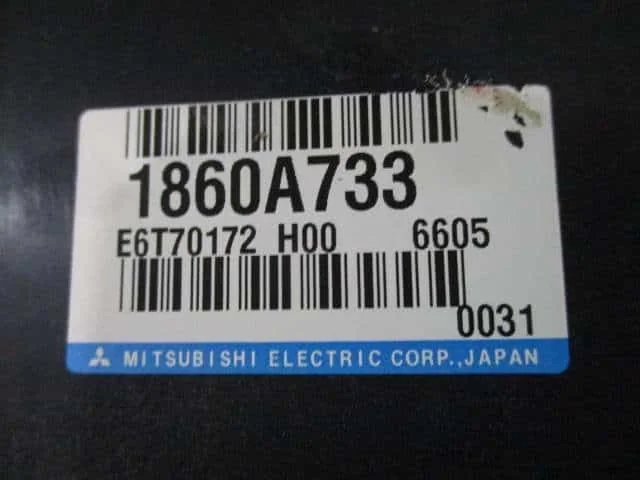 1860A733
E6T70172 H00 6605
0031
MITSUBISHI ELECTRIC CORP.,JAPAN